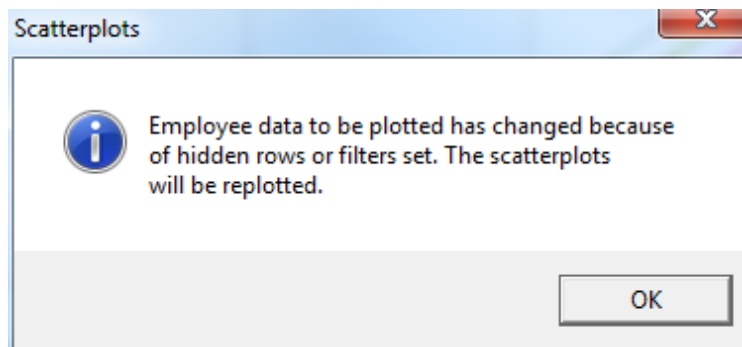 Scatterplots
Employee data to be plotted has changed because
of hidden rows or filters set. The scatterplots
will be replotted.
OK